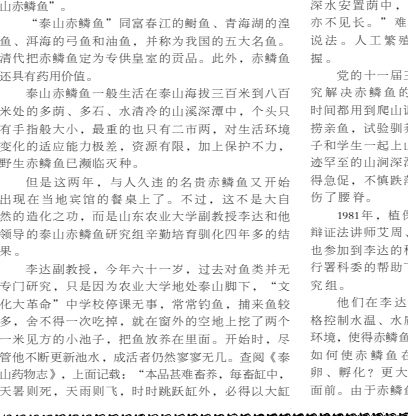 山赤鳞鱼”。
“泰山赤鳞鱼”同富春江的鲥鱼、青海湖的湟
鱼、洱海的弓鱼和油鱼，并称为我国的五大名鱼。
清代把赤鳞鱼定为专供皇室的贡品。此外，赤鳞鱼
还具有药用价值。
泰山赤鳞鱼一般生活在泰山海拔三百米到八百
米处的多荫、多石、水清冷的山溪深潭中，个头只
有手指般大小，最重的也只有二市两，对生活环境
变化的适应能力极差，资源有限，加上保护不力，
野生赤鳞鱼已濒临灭种。
但是这两年，与人久违的名贵赤鳞鱼又开始
出现在当地宾馆的餐桌上了。不过，这不是大自
然的造化之功，而是山东农业大学副教授李达和他
领导的泰山赤鳞鱼研究组辛勤培育驯化四年多的结
果。
李达副教授，今年六十一岁，过去对鱼类并无
专门研究，只是因为农业大学地处泰山脚下，“文
化大革命”中学校停课无事，常常钓鱼，捕来鱼较
多，舍不得一次吃掉，就在窗外的空地上挖了两个
一米见方的小池子，把鱼放养在里面。开始时，尽
管他不断更新池水，成活者仍然寥寥无几。查阅《泰
山药物志》，上面记载：“本品甚难畜养，每畜缸中，
天暑则死，天雨则飞，时时跳跃缸外，必得以大缸
深水安置荫中，
亦不见长。”难
说法。人工繁殖
握。
党的十一届三
究解决赤鳞鱼的
时间都用到爬山调
捞亲鱼，试验驯养
子和学生一起上山
迹罕至的山涧深沟
得急促，不慎跌落
伤了腰脊。
1981年，植保
辩证法讲师艾周、
也参加到李达的科
行署科委的帮助下
究组。
他们在李达
格控制水温、水质
环境，使得赤鳞鱼
如何使赤鳞鱼在
卵、孵化？更大
面前。由于赤鳞鱼